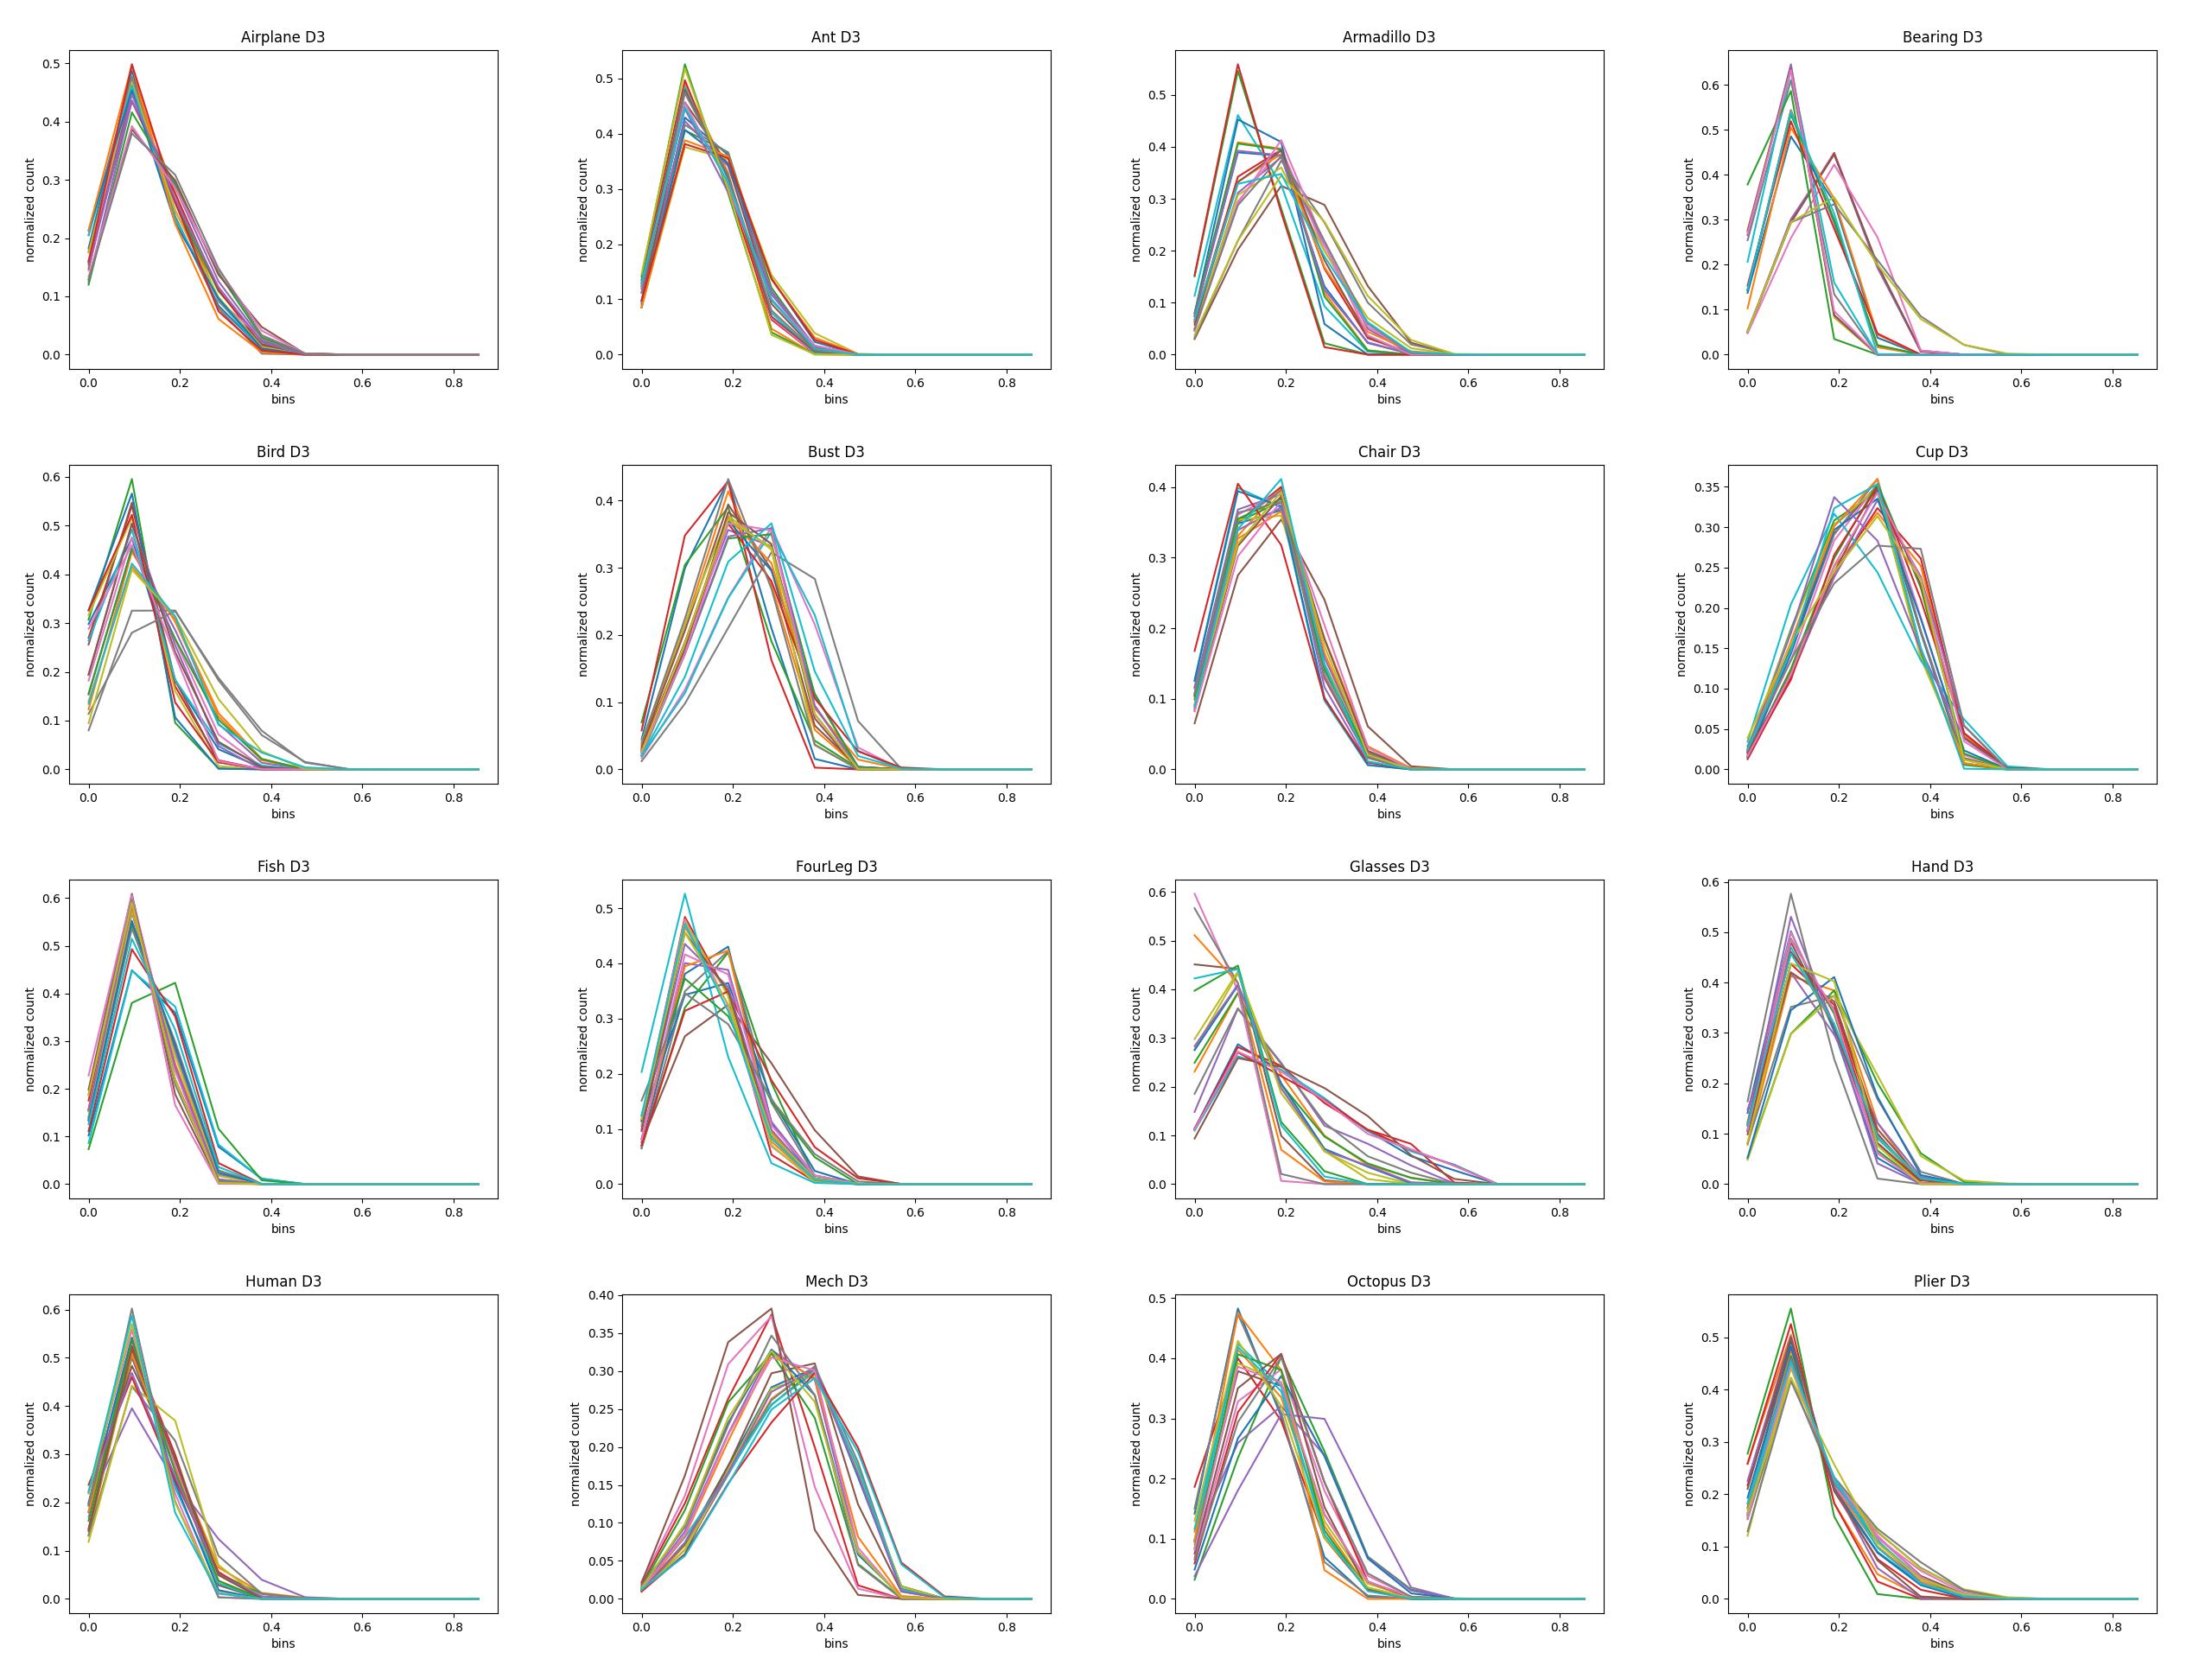 Airplane D3
Ant D3
Armadillo D3
Bearing D3
0.5
0.4
0.3
0.2
0.1
0.0
normalized count
0.0 0.2 0.4 0.6 0.8
bins
0.5
0.4
0.3
0.2
0.1
0.0
normalized count
0.0 0.2 0.4 0.6 0.8
bins
0.5
0.4
0.3
0.2
0.1
0.0
normalized count
0.0 0.2 0.4 0.6 0.8
bins
0.6
0.5
0.4
0.3
0.2
0.1
0.0
normalized count
0.0 0.2 0.4 0.6 0.8
bins
Bird D3
Bust D3
Chair D3
Cup D3
0.6
0.5
0.4
0.3
0.2
0.1
0.0
normalized count
0.0 0.2 0.4 0.6 0.8
bins
0.4
0.3
0.2
0.1
0.0
normalized count
0.0 0.2 0.4 0.6 0.8
bins
0.4
0.3
0.2
0.1
0.0
normalized count
0.0 0.2 0.4 0.6 0.8
bins
0.35
0.30
0.25
0.20
0.15
0.10
0.05
0.00
normalized count
0.0 0.2 0.4 0.6 0.8
bins
Fish D3
FourLeg D3
Glasses D3
Hand D3
0.6
0.5
0.4
0.3
0.2
0.1
0.0
normalized count
0.0 0.2 0.4 0.6 0.8
bins
0.5
0.4
0.3
0.2
0.1
0.0
normalized count
0.0 0.2 0.4 0.6 0.8
bins
0.6
0.5
0.4
0.3
0.2
0.1
0.0
normalized count
0.0 0.2 0.4 0.6 0.8
bins
0.6
0.5
0.4
0.3
0.2
0.1
0.0
normalized count
0.0 0.2 0.4 0.6 0.8
bins
Human D3
Mech D3
Octopus D3
Plier D3
0.6
0.5
0.4
0.3
0.2
0.1
0.0
normalized count
0.0 0.2 0.4 0.6 0.8
bins
0.40
0.35
0.30
0.25
0.20
0.15
0.10
0.05
0.00
normalized count
0.0 0.2 0.4 0.6 0.8
bins
0.5
0.4
0.3
0.2
0.1
0.0
normalized count
0.0 0.2 0.4 0.6 0.8
bins
0.5
0.4
0.3
0.2
0.1
0.0
normalized count
0.0 0.2 0.4 0.6 0.8
bins